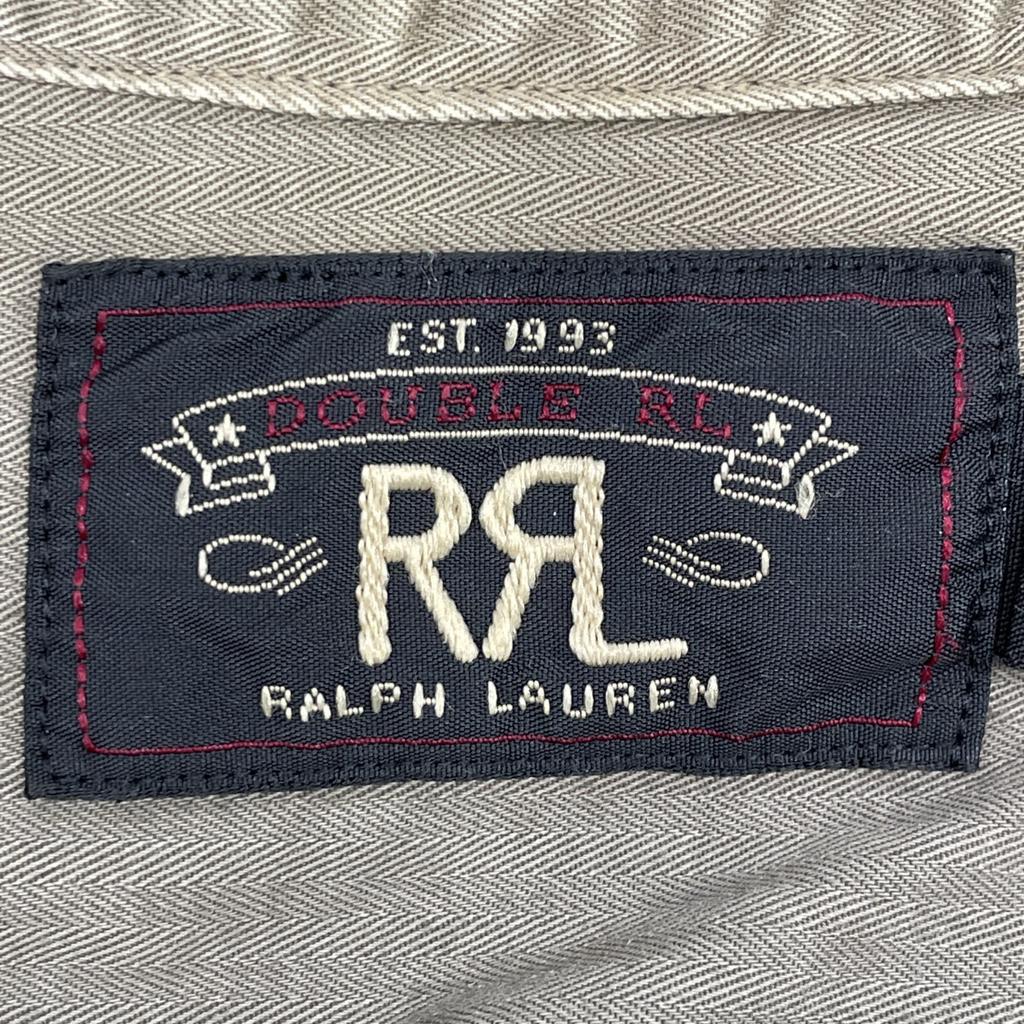 EST. 1993
DOUBLE RL
RRL
RALPH LAUREN